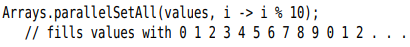 Arrays.parallelSetAll(values, i -> i % 10);
// fills values with 0 1 2 3 4 5 6 7 8 9 0 1 2 . . .